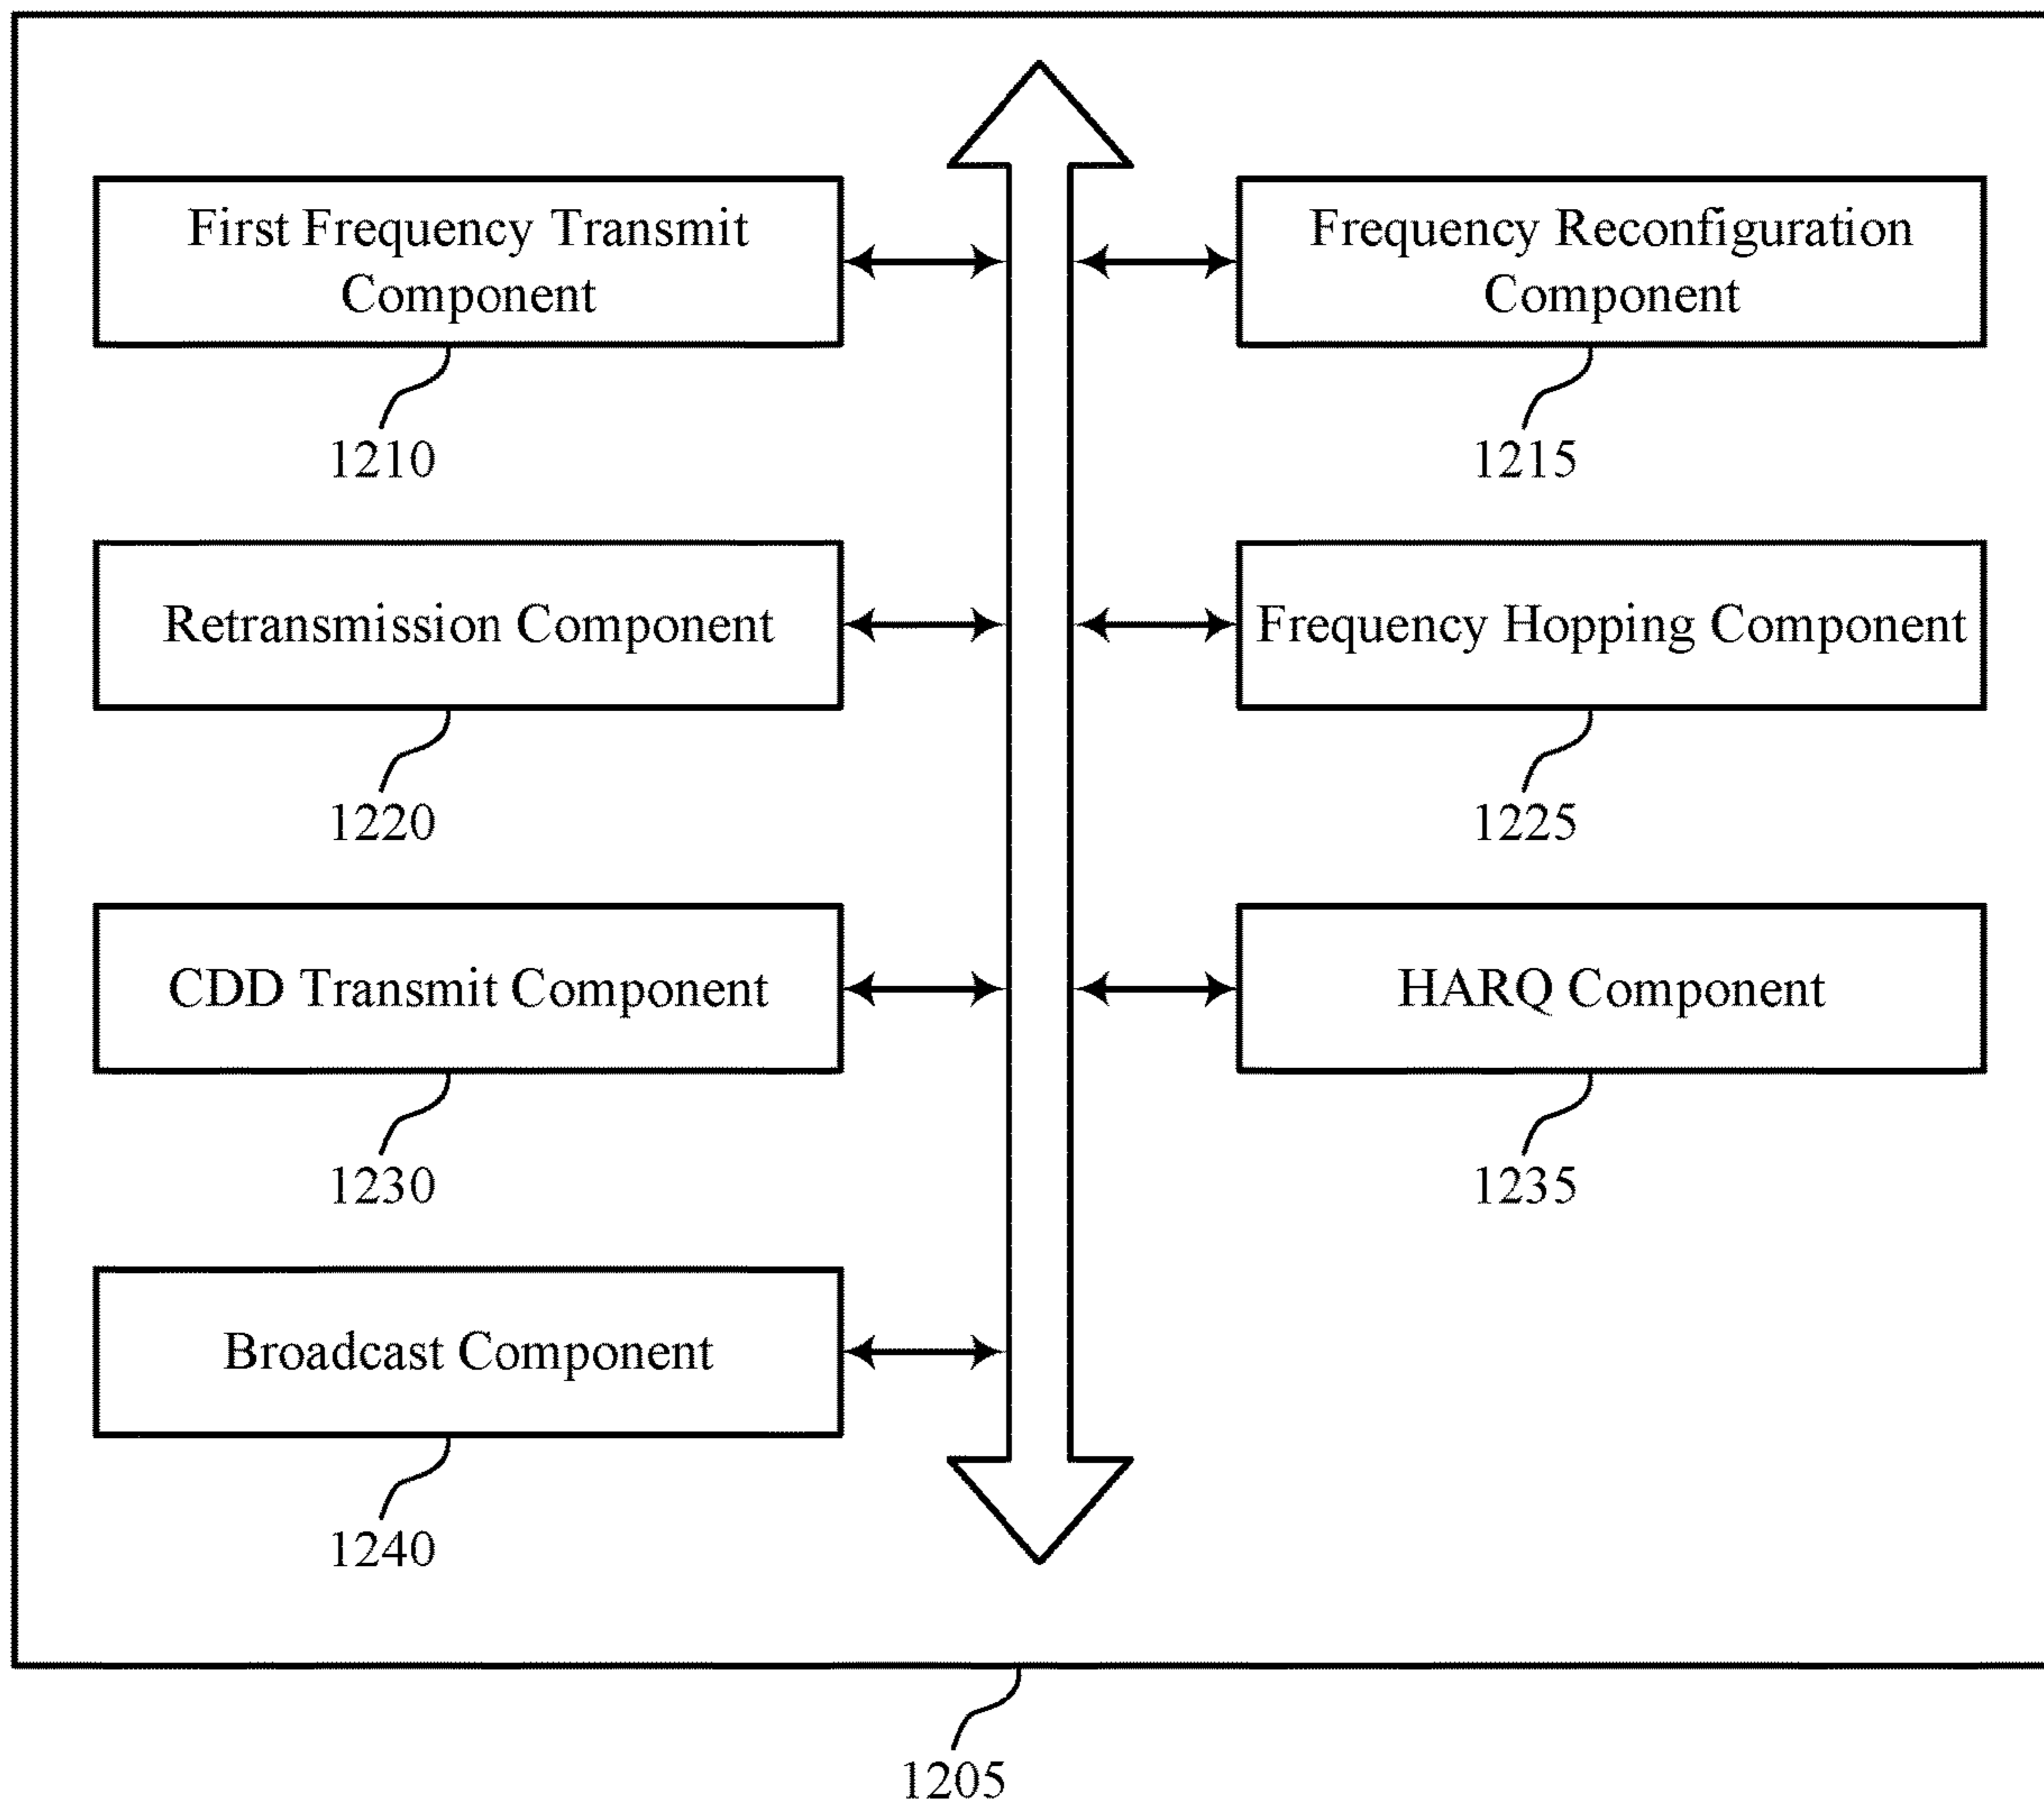 First Frequency Transmit
Component
1210
Frequency Reconfiguration
Component
1215
Retransmission Component
1220
Frequency Hopping Component
1225
CDD Transmit Component
1230
HARQ Component
1235
Broadcast Component
1240
1205